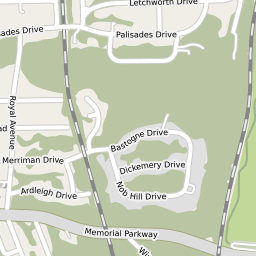 Letchworth Drive
sades Drive
Palisades Drive
Royal Avenue
Bastogne Drive
Merriman Drive
Dickemery Drive
Ardleigh Drive
Nob Hill Drive
Memorial Parkway